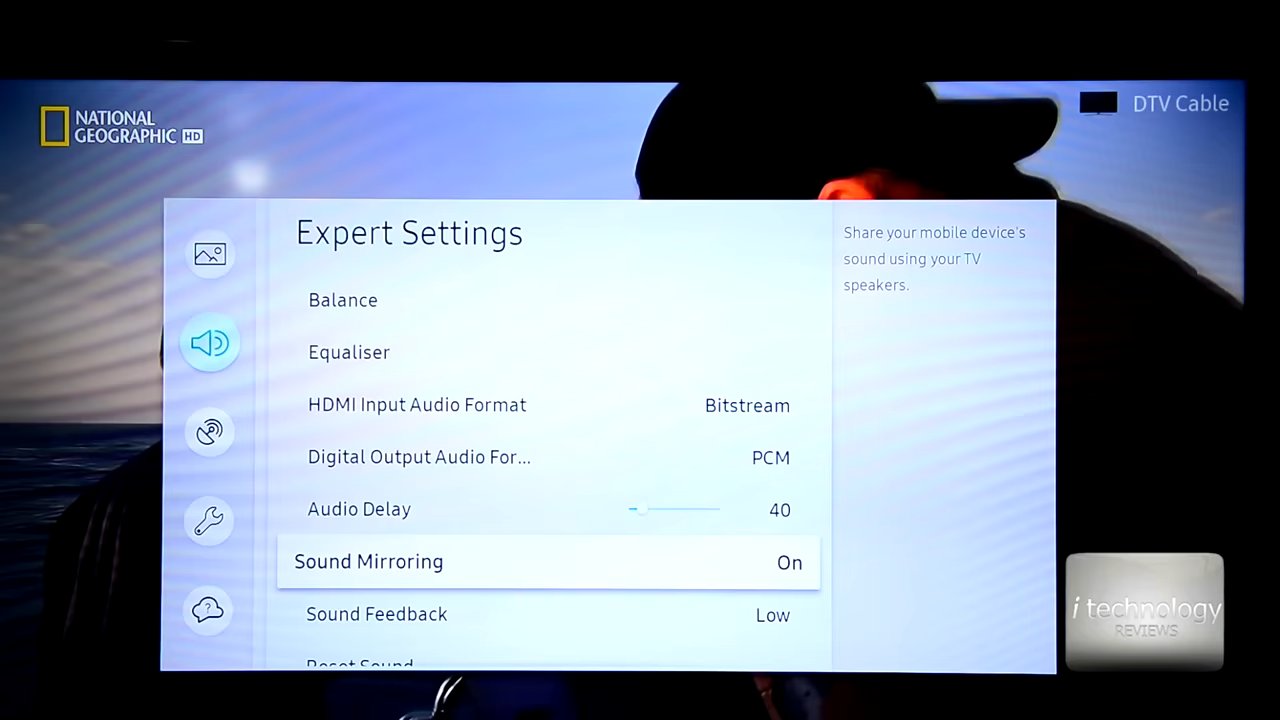 NATIONAL
GEOGRAPHIC HD
DTV Cable
Expert Settings
Share your mobile device's
sound using your TV
speakers.
Balance
Equaliser
HDMI Input Audio Format Bitstream
Digital Output Audio For... PCM
Audio Delay 40
Sound Mirroring On
Sound Feedback Low
Reset Sound
?
i technology
REVIEWS